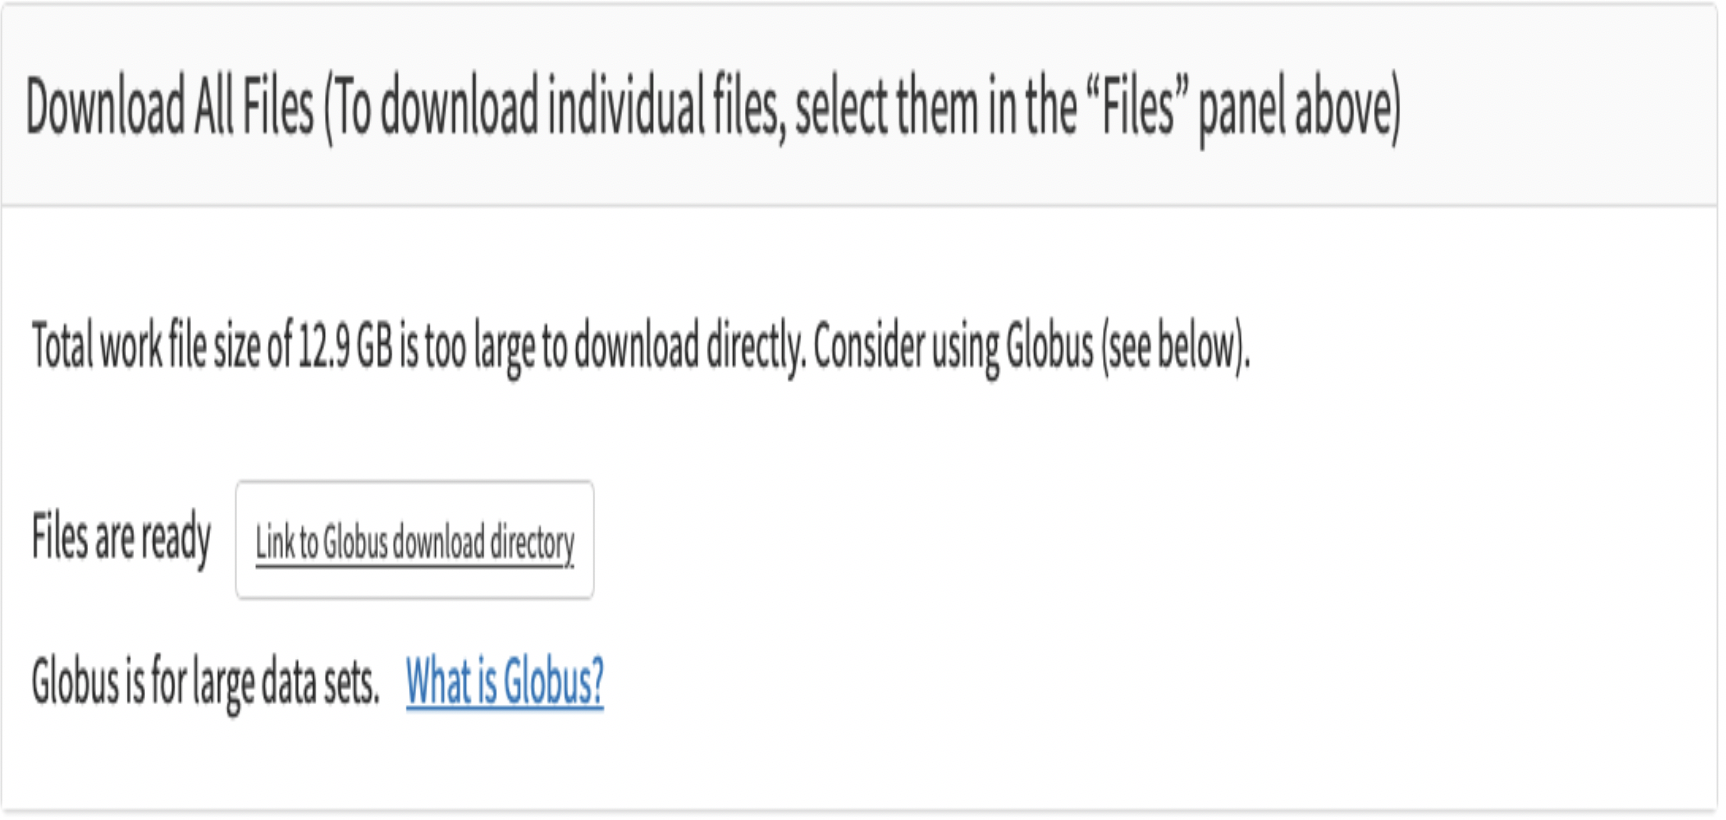 Download All Files (To download individual files, select them in the “Files” panel above)
Total work file size of 12.9 GB is too large to download directly. Consider using Globus (see below).
Files are ready Link to Globus download directory
Globus is for large data sets. What is Globus?